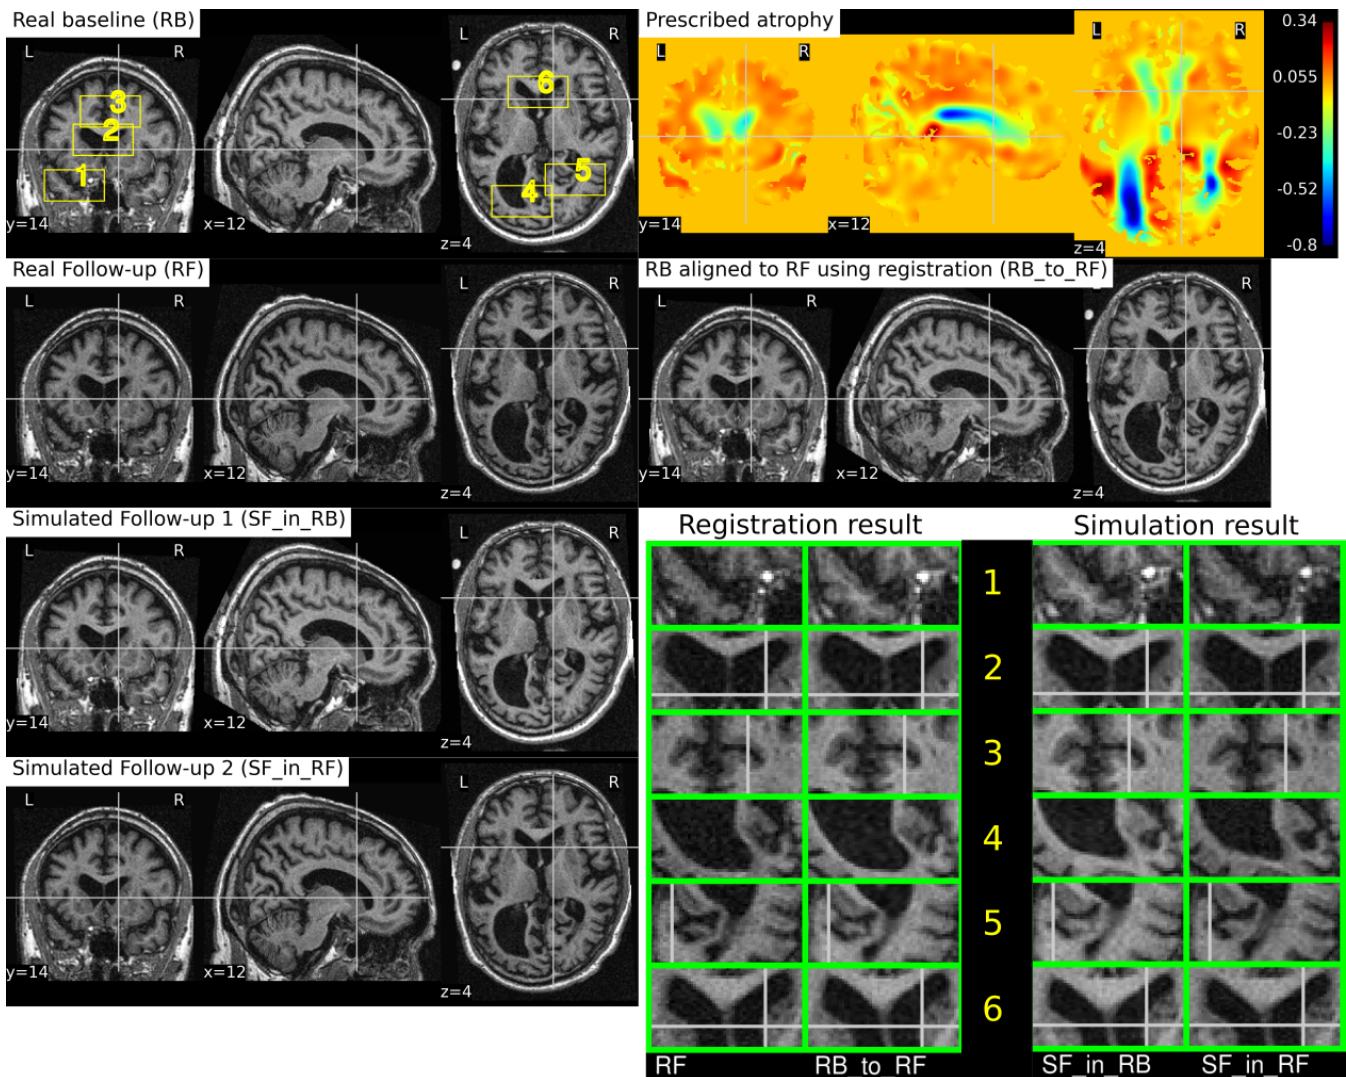 Real baseline (RB)
L R
3
2
1
6
5
4
y=14 x=12 z=4
Prescribed atrophy
L R L R
y=14 x=12 z=4
0.34
0.055
-0.23
-0.52
-0.8
Real Follow-up (RF)
L R
y=14 x=12 z=4
RB aligned to RF using registration (RB_to_RF)
L R R
y=14 x=12 z=4
Simulated Follow-up 1 (SF_in_RB)
L R
y=14 x=12 z=4
Simulated Follow-up 2 (SF_in_RF)
L R
y=14 x=12 z=4
Registration result Simulation result
1
2
3
4
5
6
RF RB_to_RF SF_in_RB SF_in_RF